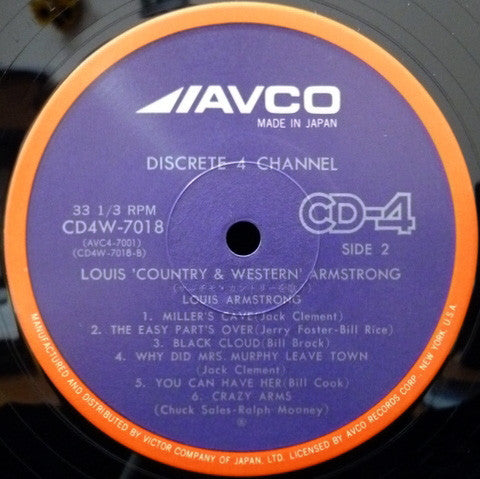 AVCO
MADE IN JAPAN
DISCRETE 4 CHANNEL
33 1/3 RPM
CD4W-7018
(AVC4-7001)
(CD4W-7018-B)
CD-4
SIDE 2
LOUIS 'COUNTRY & WESTERN' ARMSTRONG
LOUIS ARMSTRONG
1. MILLER'S CAVE(Jack Clement)
2. THE EASY PART'S OVER(Jerry Foster-Bill Rice)
3. BLACK CLOUD(Bill Brock)
4. WHY DID MRS. MURPHY LEAVE TOWN
(Jack Clement)
5. YOU CAN HAVE HER(Bill Cook)
6. CRAZY ARMS
(Chuck Sales-Ralph Mooney)
MANUFACTURED AND DISTRIBUTED BY VICTOR COMPANY OF JAPAN, LTD. LICENSED BY AVCO RECORDS CORP. NEW YORK, U.S.A.